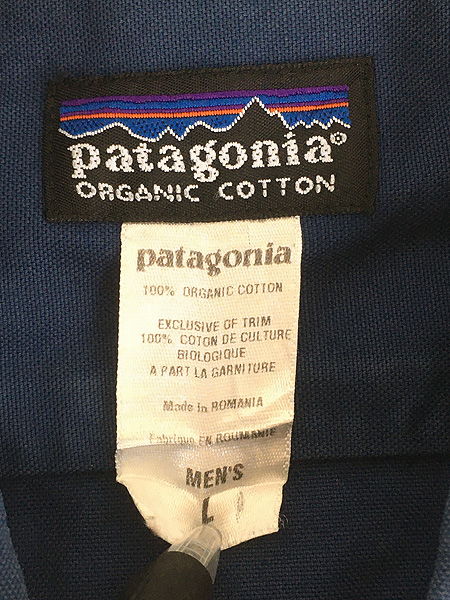 patagonia®
ORGANIC COTTON
patagonia
100% ORGANIC COTTON
EXCLUSIVE OF TRIM
100% COTON DE CULTURE
BIOLOGIQUE
A PART LA GARNITURE
Made in ROMANIA
Fabrique EN ROUMANIE
MEN'S
L